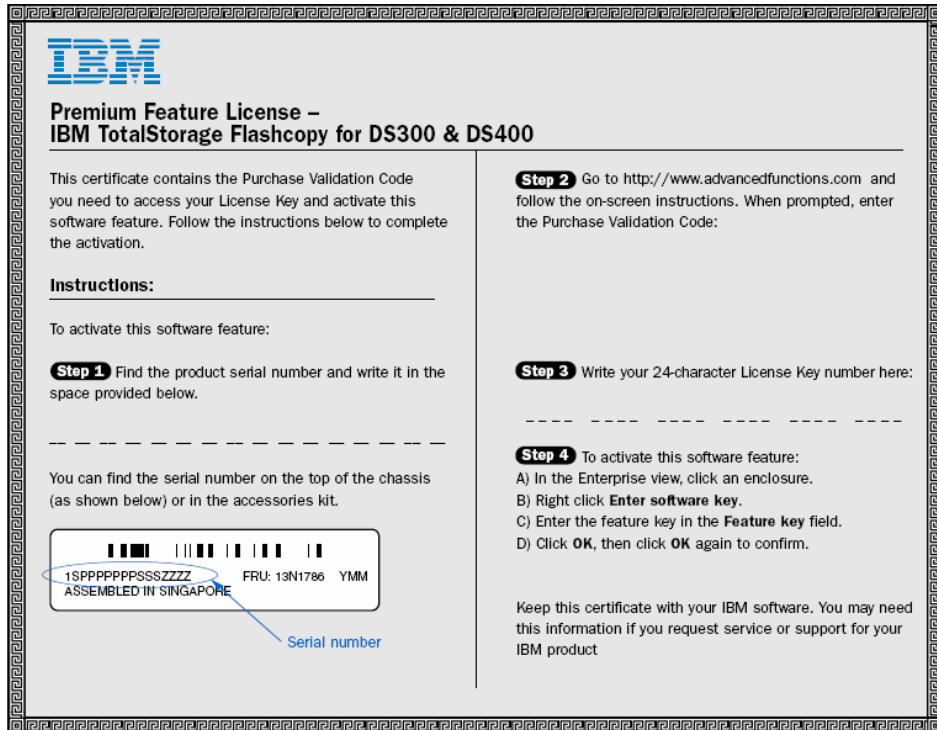 IBM
Premium Feature License –
IBM TotalStorage Flashcopy for DS300 & DS400
This certificate contains the Purchase Validation Code
you need to access your License Key and activate this
software feature. Follow the instructions below to complete
the activation.
Instructions:
To activate this software feature:
Step 1 Find the product serial number and write it in the
space provided below.
You can find the serial number on the top of the chassis
(as shown below) or in the accessories kit.
1SPPPPPPPSSSZZZZ FRU: 13N1786 YMM
ASSEMBLED IN SINGAPORE
Serial number
Step 2 Go to http://www.advancedfunctions.com and
follow the on-screen instructions. When prompted, enter
the Purchase Validation Code:
Step 3 Write your 24-character License Key number here:
Step 4 To activate this software feature:
A) In the Enterprise view, click an enclosure.
B) Right click Enter software key.
C) Enter the feature key in the Feature key field.
D) Click OK, then click OK again to confirm.
Keep this certificate with your IBM software. You may need
this information if you request service or support for your
IBM product